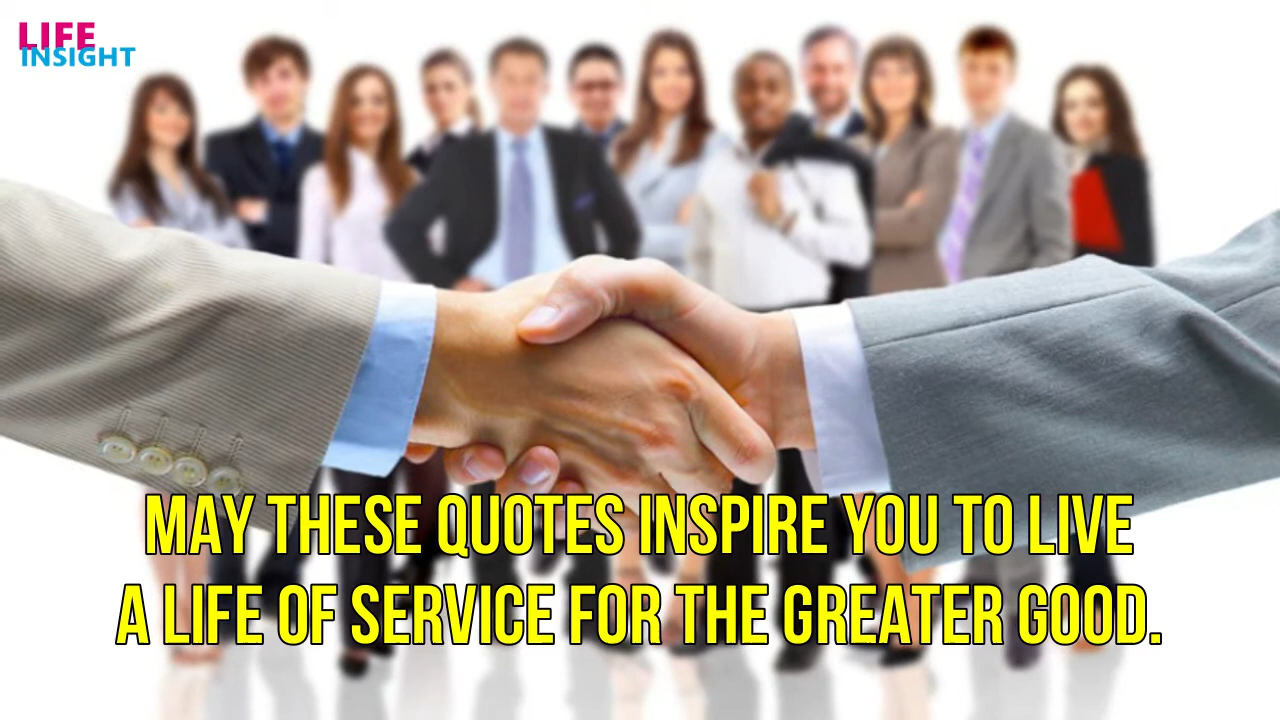 LIFE
INSIGHT
MAY THESE QUOTES INSPIRE YOU TO LIVE
A LIFE OF SERVICE FOR THE GREATER GOOD.